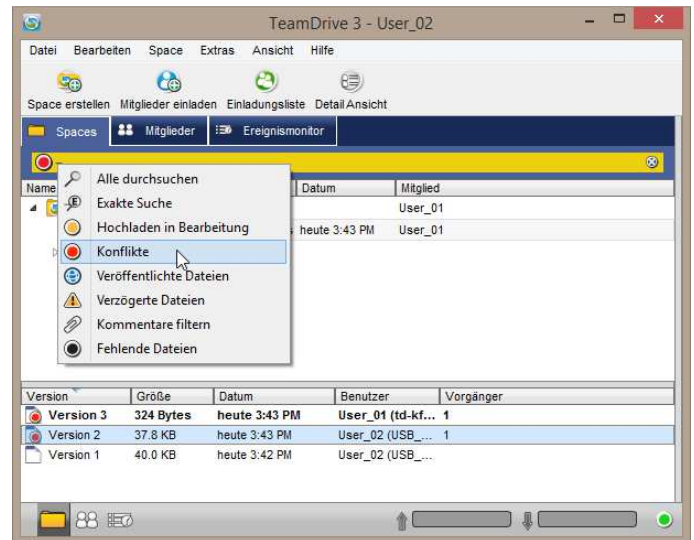 TeamDrive 3 - User_02
Datei Bearbeiten Space Extras Ansicht Hilfe
Space erstellen Mitglieder einladen Einladungsliste Detail Ansicht
Spaces Mitglieder Ereignismonitor
Name Datum Mitglied
User_01
heute 3:43 PM User_01
Alle durchsuchen
Exakte Suche
Hochladen in Bearbeitung
Konflikte
Veröffentlichte Dateien
Verzögerte Dateien
Kommentare filtern
Fehlende Dateien
Version Größe Datum Benutzer Vorgänger
Version 3 324 Bytes heute 3:43 PM User_01 (td-kf... 1
Version 2 37.8 KB heute 3:43 PM User_02 (USB_... 1
Version 1 40.0 KB heute 3:42 PM User_02 (USB_...